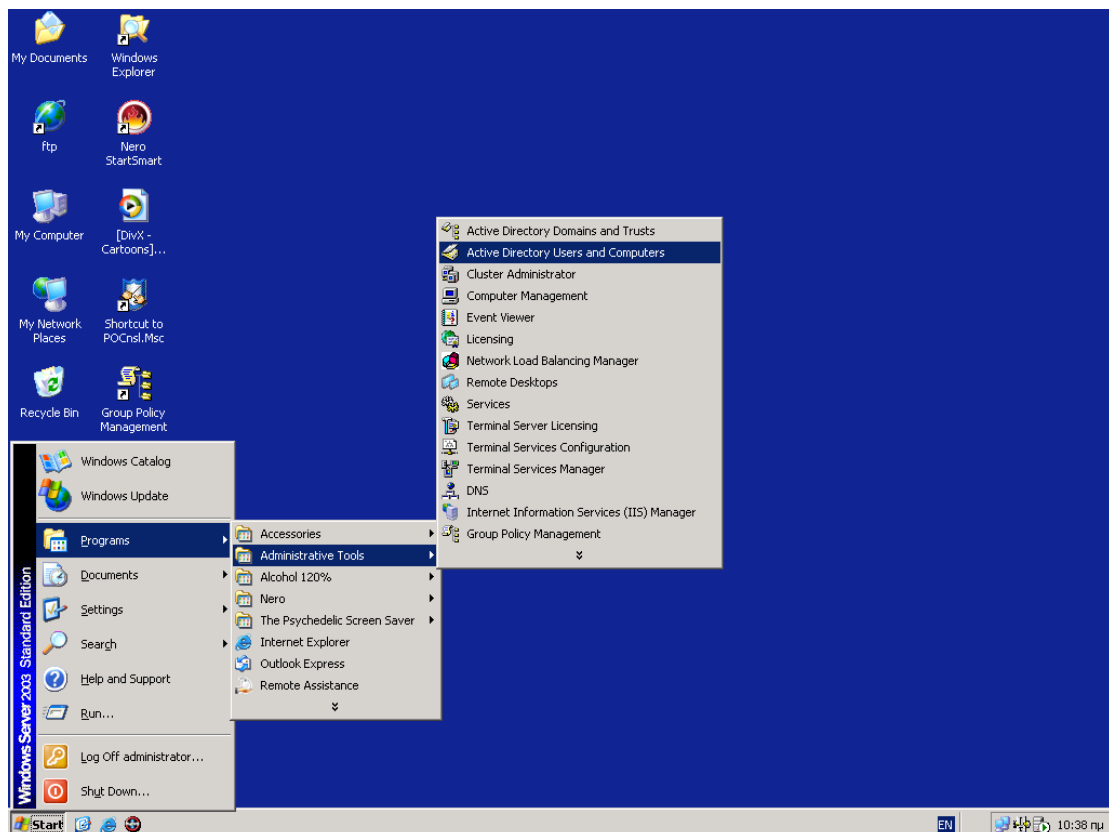 My Documents
Windows
Explorer
ftp
Nero
StartSmart
My Computer
[DivX -
Cartoons]...
My Network
Places
Shortcut to
POCnsl.Msc
Recycle Bin
Group Policy
Management
Windows Catalog
Windows Update
Programs
Documents
Settings
Search
Help and Support
Run...
Log Off administrator...
Shut Down...
Windows Server 2003 Standard Edition
Accessories
Administrative Tools
Alcohol 120%
Nero
The Psychedelic Screen Saver
Internet Explorer
Outlook Express
Remote Assistance
Active Directory Domains and Trusts
Active Directory Users and Computers
Cluster Administrator
Computer Management
Event Viewer
Licensing
Network Load Balancing Manager
Remote Desktops
Services
Terminal Server Licensing
Terminal Services Configuration
Terminal Services Manager
DNS
Internet Information Services (IIS) Manager
Group Policy Management
Start
EN
10:38 πμ